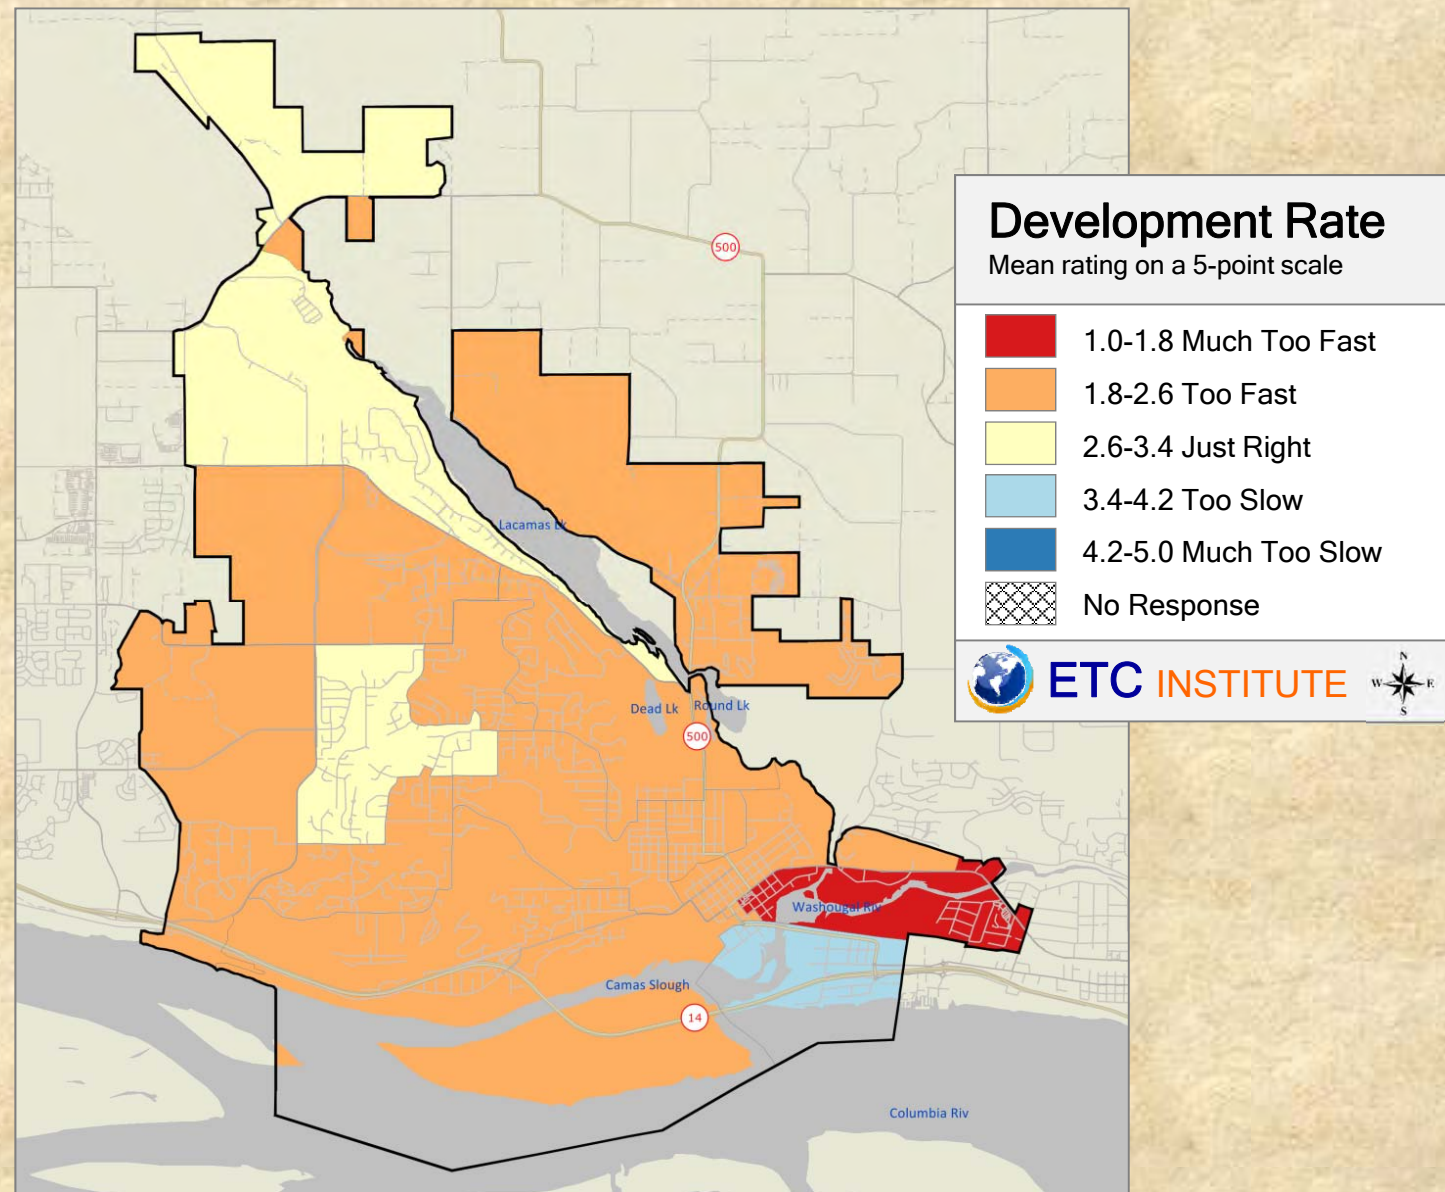 500
Development Rate
Mean rating on a 5-point scale
1.0-1.8 Much Too Fast
1.8-2.6 Too Fast
2.6-3.4 Just Right
3.4-4.2 Too Slow
4.2-5.0 Much Too Slow
No Response
ETC INSTITUTE
N
W E
S
Lacamas Lk
Dead Lk
Round Lk
500
Washougal Riv
Camas Slough
14
Columbia Riv